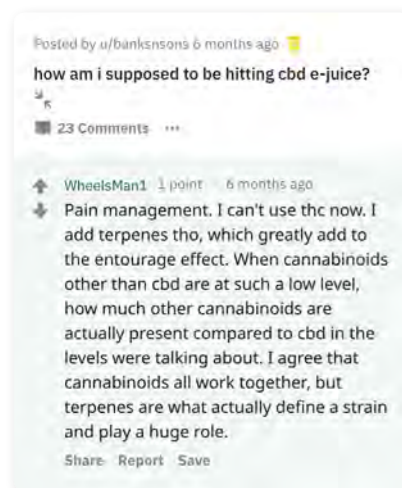 Posted by u/banksnsons 6 months ago
how am i supposed to be hitting cbd e-juice?
23 Comments ...
WheelsMan1 1 point · 6 months ago
Pain management. I can't use thc now. I
add terpenes tho, which greatly add to
the entourage effect. When cannabinoids
other than cbd are at such a low level,
how much other cannabinoids are
actually present compared to cbd in the
levels were talking about. I agree that
cannabinoids all work together, but
terpenes are what actually define a strain
and play a huge role.
Share Report Save